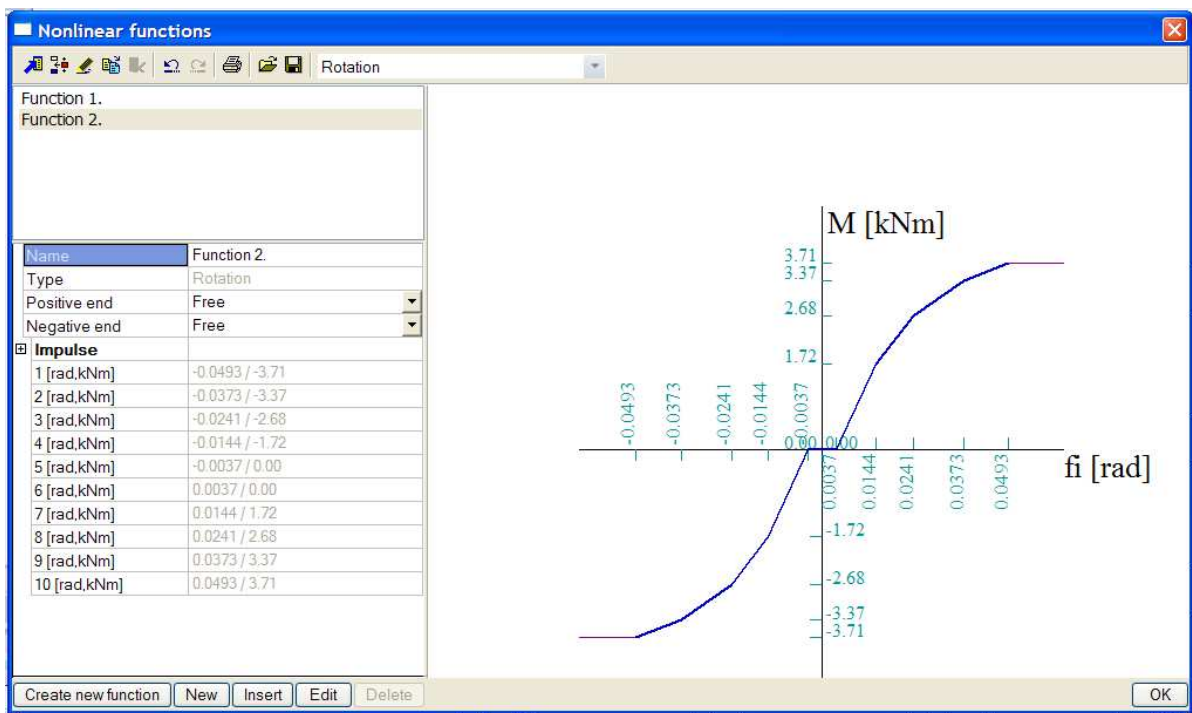 Nonlinear functions
Rotation
Function 1.
Function 2.
Name Function 2.
Type Rotation
Positive end Free
Negative end Free
Impulse
1 [rad,kNm] -0.0493 / -3.71
2 [rad,kNm] -0.0373 / -3.37
3 [rad,kNm] -0.0241 / -2.68
4 [rad,kNm] -0.0144 / -1.72
5 [rad,kNm] -0.0037 / 0.00
6 [rad,kNm] 0.0037 / 0.00
7 [rad,kNm] 0.0144 / 1.72
8 [rad,kNm] 0.0241 / 2.68
9 [rad,kNm] 0.0373 / 3.37
10 [rad,kNm] 0.0493 / 3.71
M [kNm]
3.71
3.37
2.68
1.72
-0.0493 -0.0373 -0.0241 -0.0144 -0.0037
0.00 0.00
0.0037 0.0144 0.0241 0.0373 0.0493
fi [rad]
-1.72
-2.68
-3.37
-3.71
Create new function New Insert Edit Delete OK